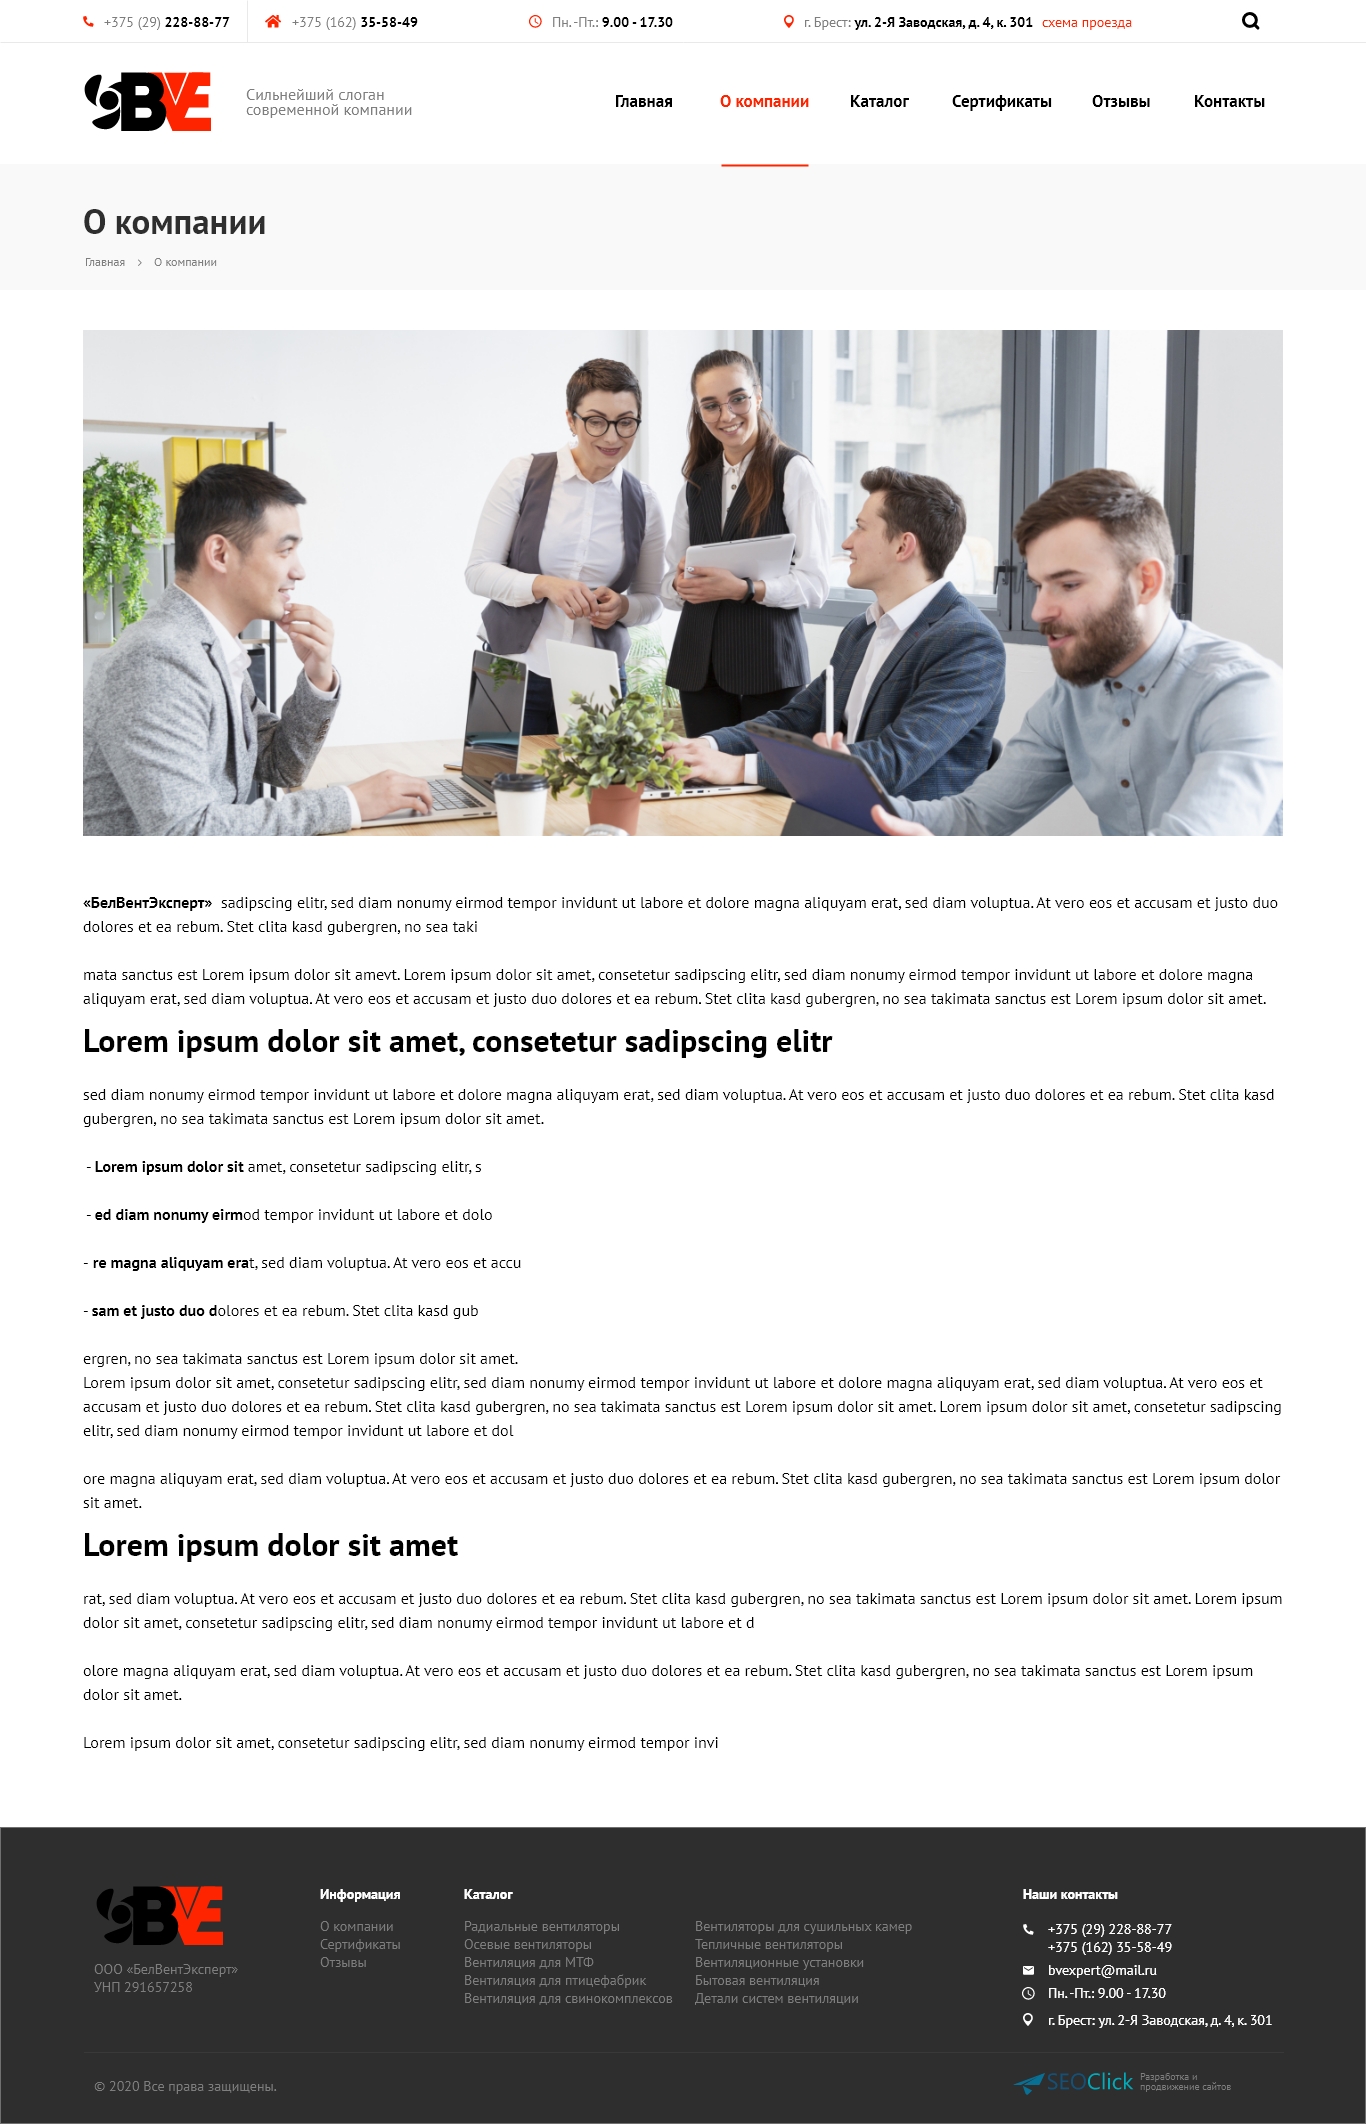 +375 (29) 228-88-77
+375 (162) 35-58-49
Пн. -Пт.: 9.00 - 17.30
г. Брест: ул. 2-Я Заводская, д. 4, к. 301 схема проезда
BVE
Сильнейший слоган
современной компании
Главная
О компании
Каталог
Сертификаты
Отзывы
Контакты
О компании
Главная > О компании
«БелВентЭксперт» sadipscing elitr, sed diam nonumy eirmod tempor invidunt ut labore et dolore magna aliquyam erat, sed diam voluptua. At vero eos et accusam et justo duo
dolores et ea rebum. Stet clita kasd gubergren, no sea taki
mata sanctus est Lorem ipsum dolor sit amevt. Lorem ipsum dolor sit amet, consetetur sadipscing elitr, sed diam nonumy eirmod tempor invidunt ut labore et dolore magna
aliquyam erat, sed diam voluptua. At vero eos et accusam et justo duo dolores et ea rebum. Stet clita kasd gubergren, no sea takimata sanctus est Lorem ipsum dolor sit amet.
Lorem ipsum dolor sit amet, consetetur sadipscing elitr
sed diam nonumy eirmod tempor invidunt ut labore et dolore magna aliquyam erat, sed diam voluptua. At vero eos et accusam et justo duo dolores et ea rebum. Stet clita kasd
gubergren, no sea takimata sanctus est Lorem ipsum dolor sit amet.
- Lorem ipsum dolor sit amet, consetetur sadipscing elitr, s
- ed diam nonumy eirmod tempor invidunt ut labore et dolo
- re magna aliquyam erat, sed diam voluptua. At vero eos et accu
- sam et justo duo dolores et ea rebum. Stet clita kasd gub
ergren, no sea takimata sanctus est Lorem ipsum dolor sit amet.
Lorem ipsum dolor sit amet, consetetur sadipscing elitr, sed diam nonumy eirmod tempor invidunt ut labore et dolore magna aliquyam erat, sed diam voluptua. At vero eos et
accusam et justo duo dolores et ea rebum. Stet clita kasd gubergren, no sea takimata sanctus est Lorem ipsum dolor sit amet. Lorem ipsum dolor sit amet, consetetur sadipscing
elitr, sed diam nonumy eirmod tempor invidunt ut labore et dol
ore magna aliquyam erat, sed diam voluptua. At vero eos et accusam et justo duo dolores et ea rebum. Stet clita kasd gubergren, no sea takimata sanctus est Lorem ipsum dolor
sit amet.
Lorem ipsum dolor sit amet
rat, sed diam voluptua. At vero eos et accusam et justo duo dolores et ea rebum. Stet clita kasd gubergren, no sea takimata sanctus est Lorem ipsum dolor sit amet. Lorem ipsum
dolor sit amet, consetetur sadipscing elitr, sed diam nonumy eirmod tempor invidunt ut labore et d
olore magna aliquyam erat, sed diam voluptua. At vero eos et accusam et justo duo dolores et ea rebum. Stet clita kasd gubergren, no sea takimata sanctus est Lorem ipsum
dolor sit amet.
Lorem ipsum dolor sit amet, consetetur sadipscing elitr, sed diam nonumy eirmod tempor invi
BVE
ООО «БелВентЭксперт»
УНП 291657258
Информация
О компании
Сертификаты
Отзывы
Каталог
Радиальные вентиляторы
Осевые вентиляторы
Вентиляция для МТФ
Вентиляция для птицефабрик
Вентиляция для свинокомплексов
Вентиляторы для сушильных камер
Тепличные вентиляторы
Вентиляционные установки
Бытовая вентиляция
Детали систем вентиляции
Наши контакты
+375 (29) 228-88-77
+375 (162) 35-58-49
bvexpert@mail.ru
Пн. -Пт.: 9.00 - 17.30
г. Брест: ул. 2-Я Заводская, д. 4, к. 301
© 2020 Все права защищены.
SEOClick
Разработка и
продвижение сайтов